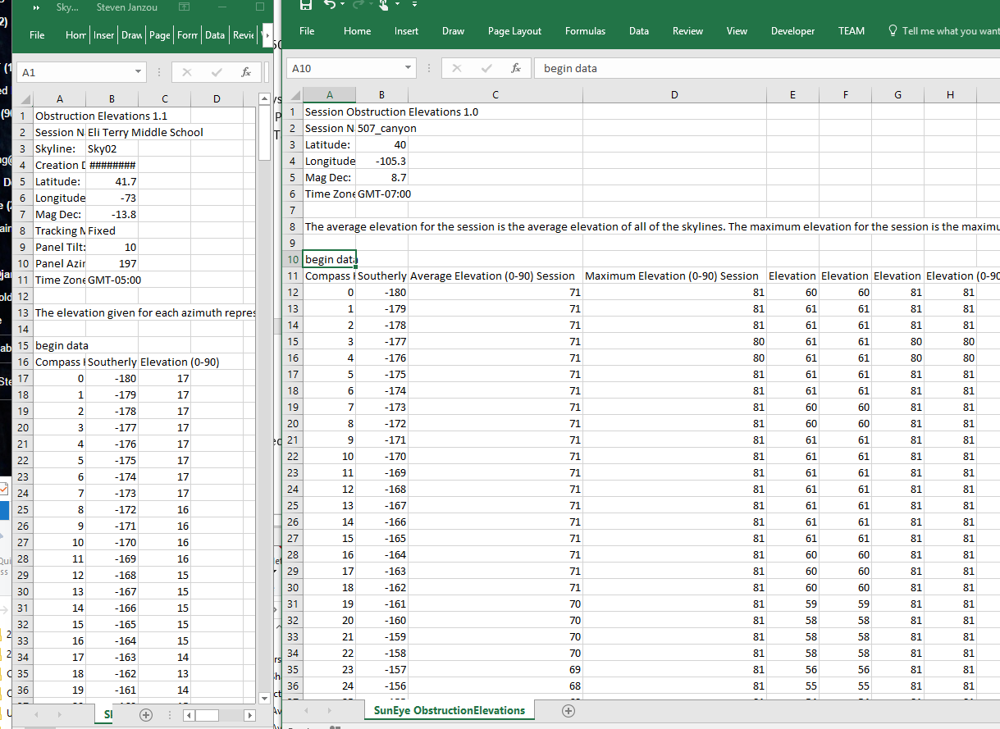 Sky... Steven Janzou
File Hom Inser Draw Page Form Data Revie
A1 fx
A B C D
1 Obstruction Elevations 1.1
2 Session N Eli Terry Middle School
3 Skyline: Sky02
4 Creation D ########
5 Latitude: 41.7
6 Longitude -73
7 Mag Dec: -13.8
8 Tracking M Fixed
9 Panel Tilt: 10
10 Panel Azir 197
11 Time Zone GMT-05:00
12
13 The elevation given for each azimuth repres
14
15 begin data
16 Compass H Southerly Elevation (0-90)
17 0 -180 17
18 1 -179 17
19 2 -178 17
20 3 -177 17
21 4 -176 17
22 5 -175 17
23 6 -174 17
24 7 -173 17
25 8 -172 16
26 9 -171 16
27 10 -170 16
28 11 -169 16
29 12 -168 15
30 13 -167 15
31 14 -166 15
32 15 -165 15
33 16 -164 15
34 17 -163 14
35 18 -162 13
36 19 -161 14
File Home Insert Draw Page Layout Formulas Data Review View Developer TEAM Tell me what you want
A10 fx begin data
A B C D E F G H
1 Session Obstruction Elevations 1.0
2 Session N 507_canyon
3 Latitude: 40
4 Longitude -105.3
5 Mag Dec: 8.7
6 Time Zone GMT-07:00
7
8 The average elevation for the session is the average elevation of all of the skylines. The maximum elevation for the session is the maximu
9
10 begin data
11 Compass H Southerly Average Elevation (0-90) Session Maximum Elevation (0-90) Session Elevation Elevation Elevation Elevation (0-90
12 0 -180 71 81 60 60 81 81
13 1 -179 71 81 61 61 81 81
14 2 -178 71 81 61 61 81 81
15 3 -177 71 80 61 61 80 80
16 4 -176 71 80 61 61 80 80
17 5 -175 71 81 61 61 81 81
18 6 -174 71 81 61 61 81 81
19 7 -173 71 81 60 60 81 81
20 8 -172 71 81 60 60 81 81
21 9 -171 71 81 61 61 81 81
22 10 -170 71 81 61 61 81 81
23 11 -169 71 81 61 61 81 81
24 12 -168 71 81 61 61 81 81
25 13 -167 71 81 61 61 81 81
26 14 -166 71 81 61 61 81 81
27 15 -165 71 81 61 61 81 81
28 16 -164 71 81 60 60 81 81
29 17 -163 71 81 60 60 81 81
30 18 -162 71 81 60 60 81 81
31 19 -161 70 81 59 59 81 81
32 20 -160 70 81 58 58 81 81
33 21 -159 70 81 58 58 81 81
34 22 -158 70 81 58 58 81 81
35 23 -157 69 81 56 56 81 81
36 24 -156 68 81 55 55 81 81
SunEye ObstructionElevations